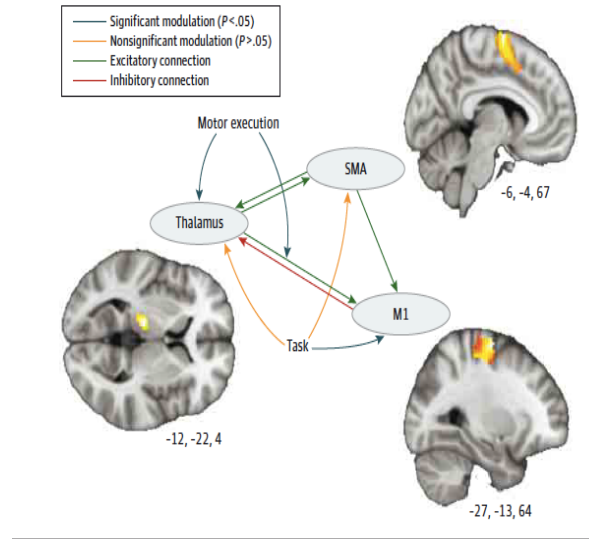 Significant modulation (P<.05)
Nonsignificant modulation (P>.05)
Excitatory connection
Inhibitory connection
Motor execution
SMA
-6, -4, 67
Thalamus
M1
Task
-12, -22, 4
-27, -13, 64